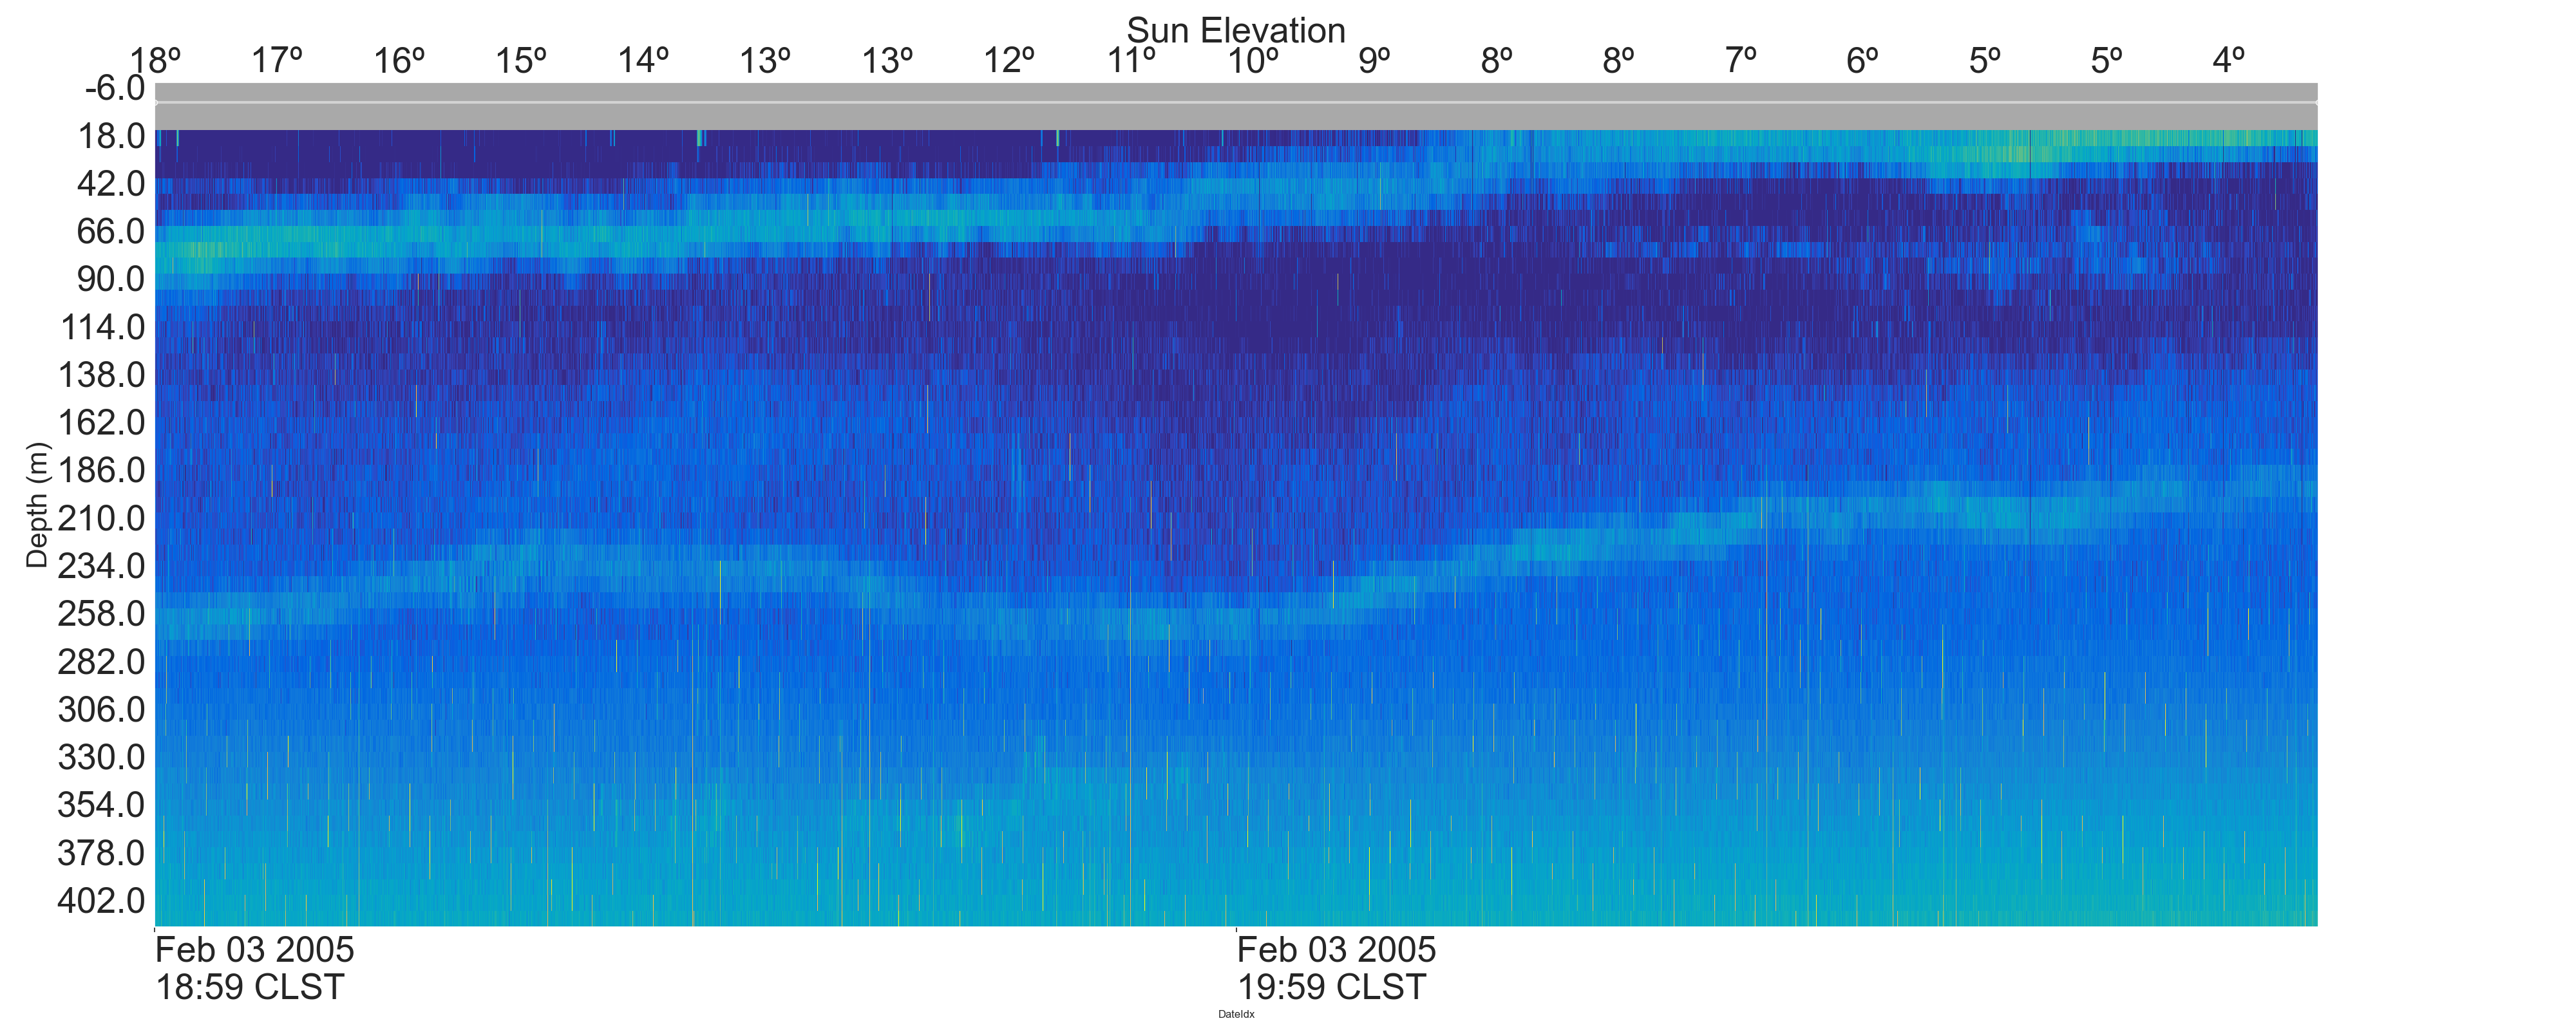 Sun Elevation
18º 17º 16º 15º 14º 13º 13º 12º 11º 10º 9º 8º 8º 7º 6º 5º 5º 4º
-6.0
18.0
42.0
66.0
90.0
114.0
138.0
162.0
186.0
210.0
234.0
258.0
282.0
306.0
330.0
354.0
378.0
402.0
Depth (m)
Feb 03 2005
18:59 CLST
Feb 03 2005
19:59 CLST
DateIdx